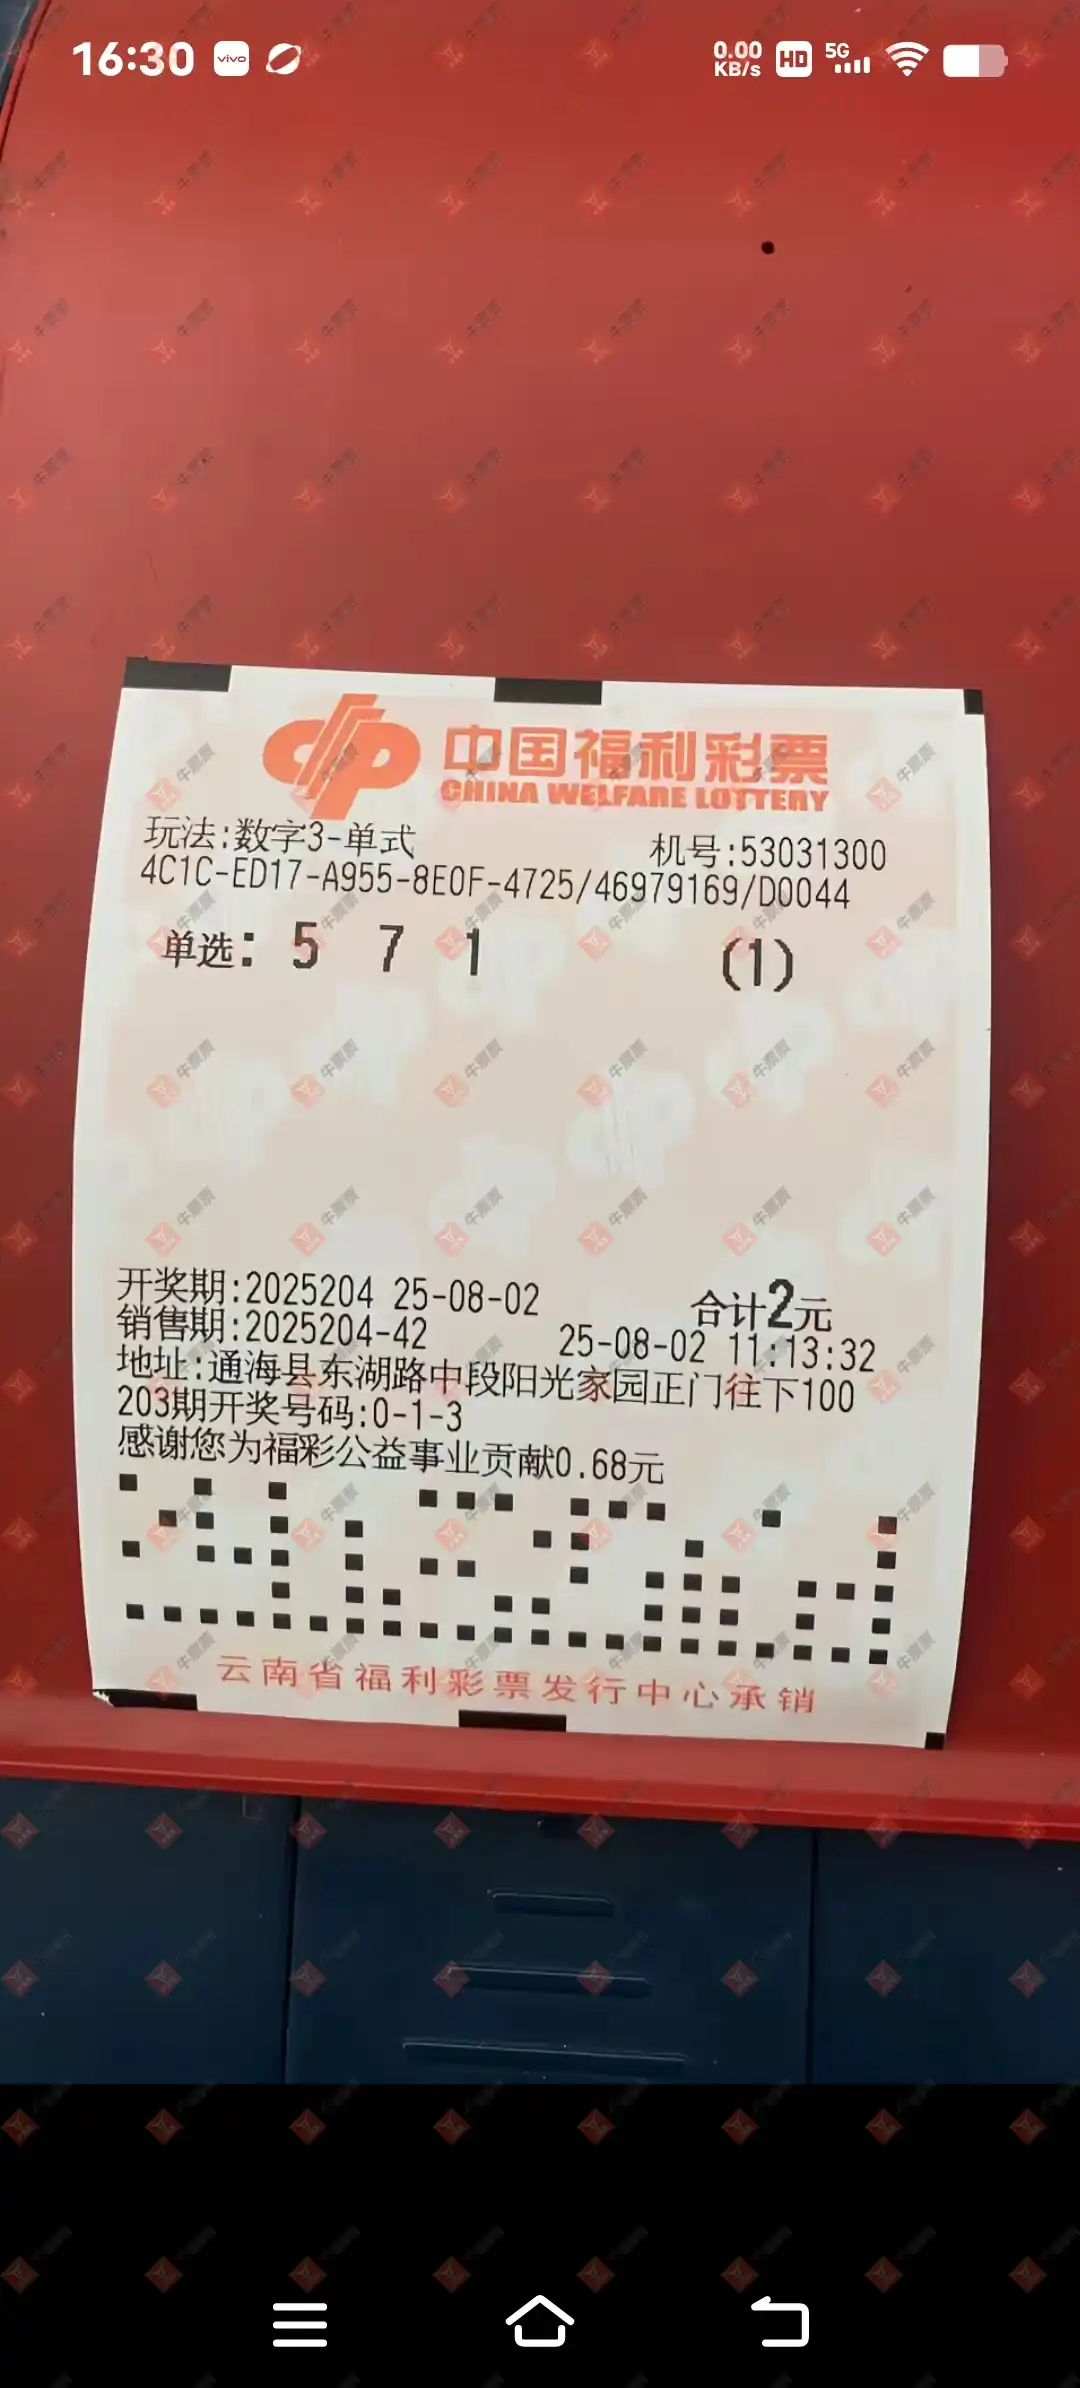 16:30 vivo 0.00 KB/s HD 5G
中国福利彩票
CHINA WELFARE LOTTERY
玩法:数字3-单式 机号:53031300
4C1C-ED17-A955-8E0F-4725/46979169/D0044
单选: 5 7 1 (1)
开奖期:2025204 25-08-02 合计2元
销售期:2025204-42 25-08-02 11:13:32
地址:通海县东湖路中段阳光家园正门往下100
203期开奖号码:0-1-3
感谢您为福彩公益事业贡献0.68元
云南省福利彩票发行中心承销
牛票票